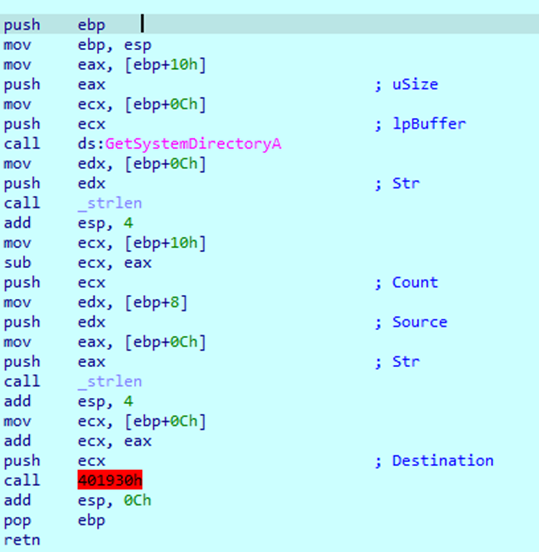 push ebp
mov ebp, esp
mov eax, [ebp+10h]
push eax ; uSize
mov ecx, [ebp+0Ch]
push ecx ; lpBuffer
call ds:GetSystemDirectoryA
mov edx, [ebp+0Ch]
push edx ; Str
call _strlen
add esp, 4
mov ecx, [ebp+10h]
sub ecx, eax
push ecx ; Count
mov edx, [ebp+8]
push edx ; Source
mov eax, [ebp+0Ch]
push eax ; Str
call _strlen
add esp, 4
mov ecx, [ebp+0Ch]
add ecx, eax
push ecx ; Destination
call 401930h
add esp, 0Ch
pop ebp
retn